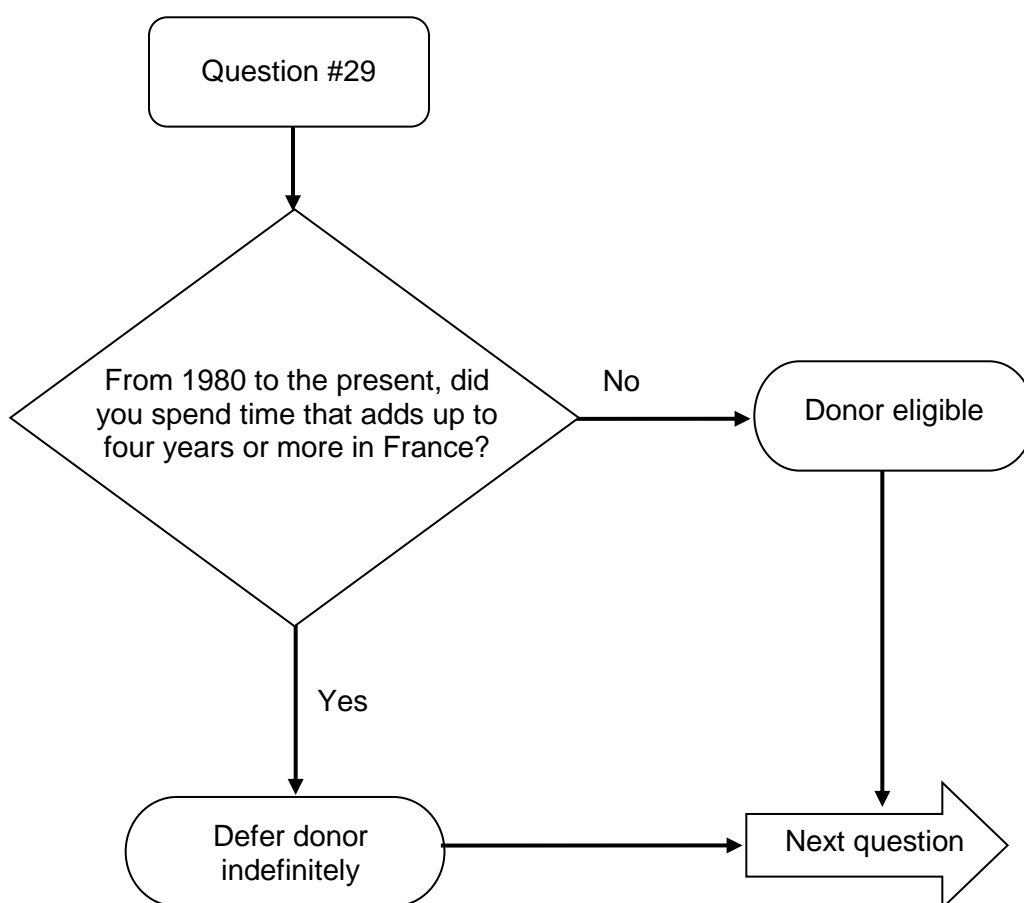 Question #29
From 1980 to the present, did
you spend time that adds up to
four years or more in France?
No
Donor eligible
Yes
Defer donor
indefinitely
Next question